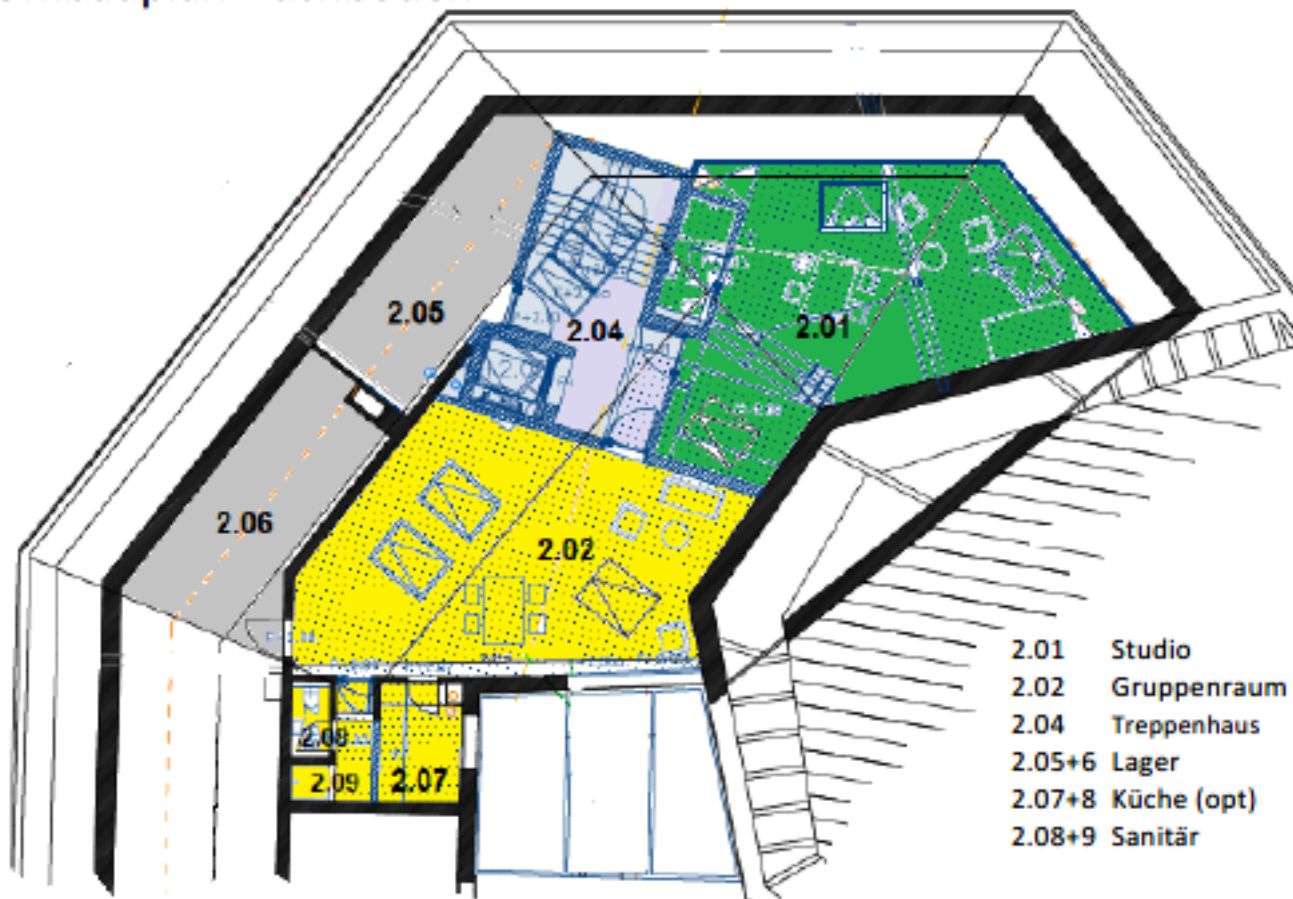 2.05
2.04
2.01
2.06
2.02
2.08
2.09
2.07
2.01 Studio
2.02 Gruppenraum
2.04 Treppenhaus
2.05+6 Lager
2.07+8 Küche (opt)
2.08+9 Sanitär